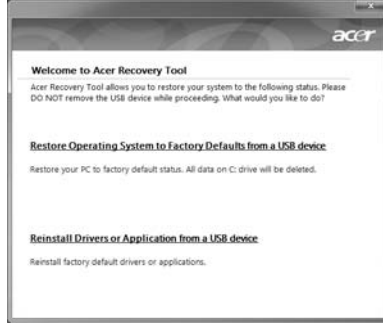 acer
Welcome to Acer Recovery Tool
Acer Recovery Tool allows you to restore your system to the following status. Please
DO NOT remove the USB device while proceeding. What would you like to do?
Restore Operating System to Factory Defaults from a USB device
Restore your PC to factory default status. All data on C: drive will be deleted.
Reinstall Drivers or Application from a USB device
Reinstall factory default drivers or applications.